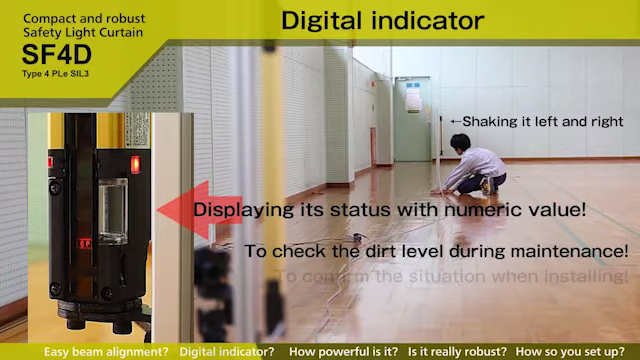 Compact and robust
Safety Light Curtain
SF4D
Type 4 PLe SIL3
Digital indicator
←Shaking it left and right
Displaying its status with numeric value!
To check the dirt level during maintenance!
To confirm the situation when installing!
Easy beam alignment? Digital indicator? How powerful is it? Is it really robust? How so you set up?